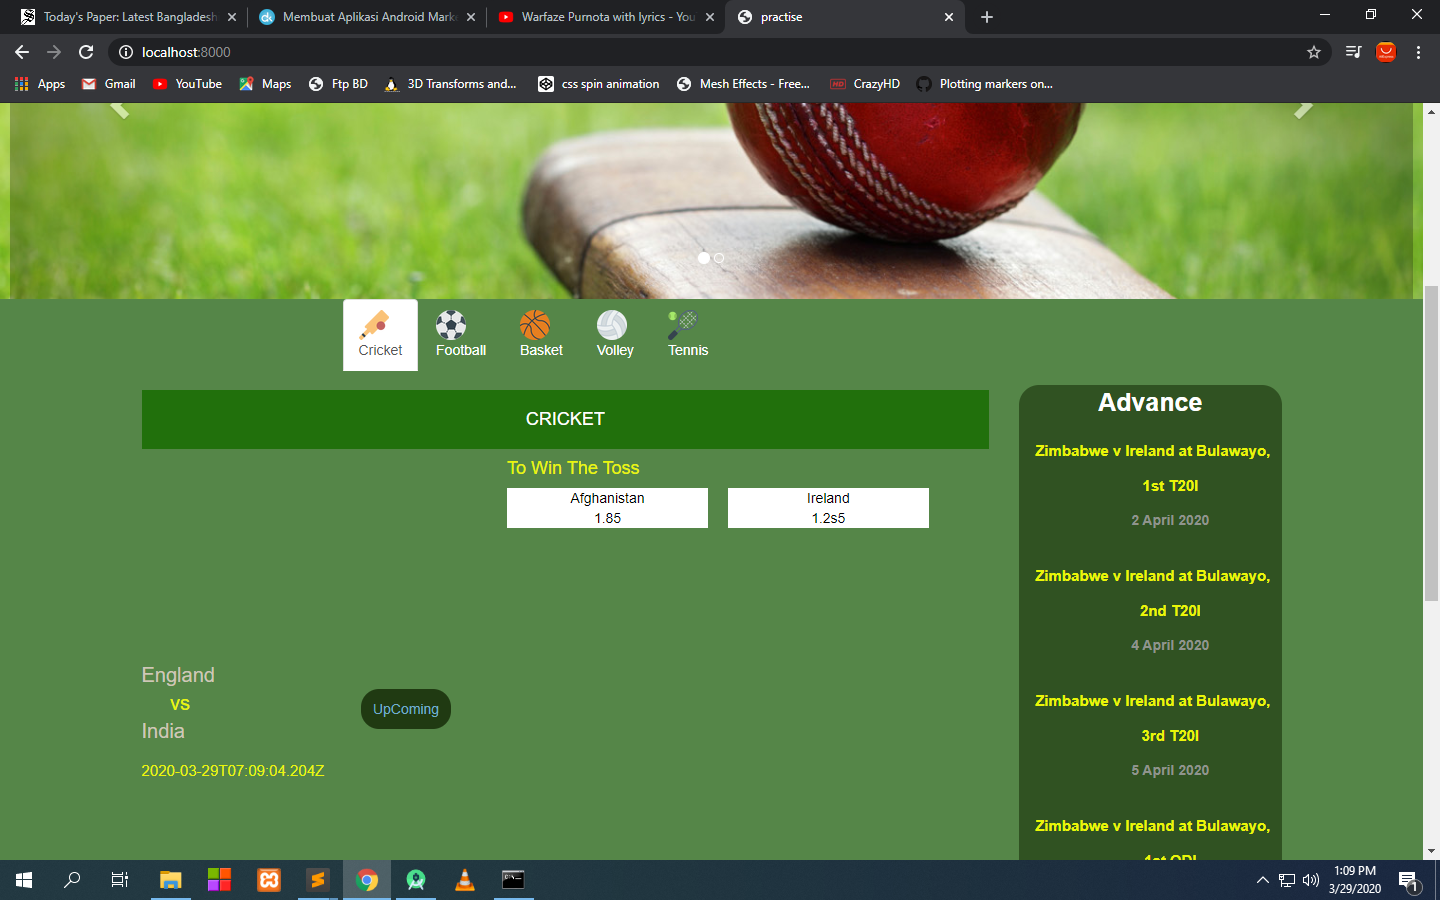 Today's Paper: Latest Bangladesh
Membuat Aplikasi Android Mark
Warfaze Purnota with lyrics - You
practise
localhost:8000
Apps
Gmail
YouTube
Maps
Ftp BD
3D Transforms and...
css spin animation
Mesh Effects - Free...
CrazyHD
Plotting markers on...
Cricket
Football
Basket
Volley
Tennis
CRICKET
To Win The Toss
Afghanistan
1.85
Ireland
1.2s5
England
VS
India
2020-03-29T07:09:04.204Z
UpComing
Advance
Zimbabwe v Ireland at Bulawayo,
1st T20I
2 April 2020
Zimbabwe v Ireland at Bulawayo,
2nd T20I
4 April 2020
Zimbabwe v Ireland at Bulawayo,
3rd T20I
5 April 2020
Zimbabwe v Ireland at Bulawayo,
1st ODI
1:09 PM
3/29/2020
1